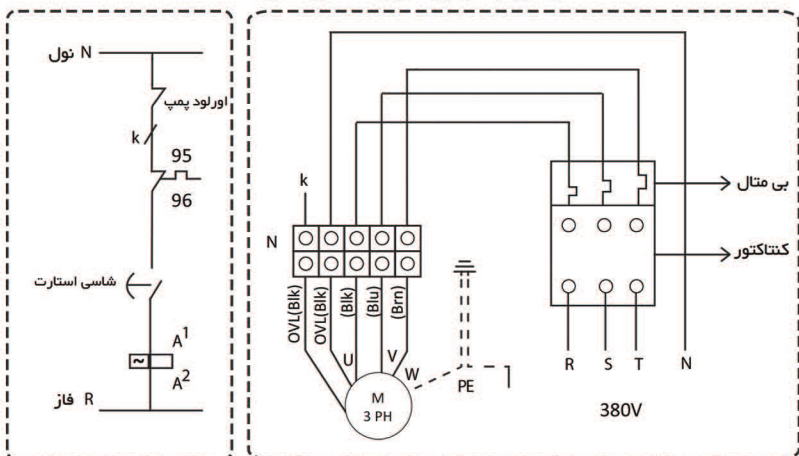 نول N
اورلود پمپ
k
95
96
شاسی استارت
A1
~
A2
فاز R
k
N
OVL(Blk)
OVL(Blk)
(Blk)
(Blu)
(Brn)
U
V
W
M
3 PH
PE
بی متال
کنتاکتور
R S T N
380V